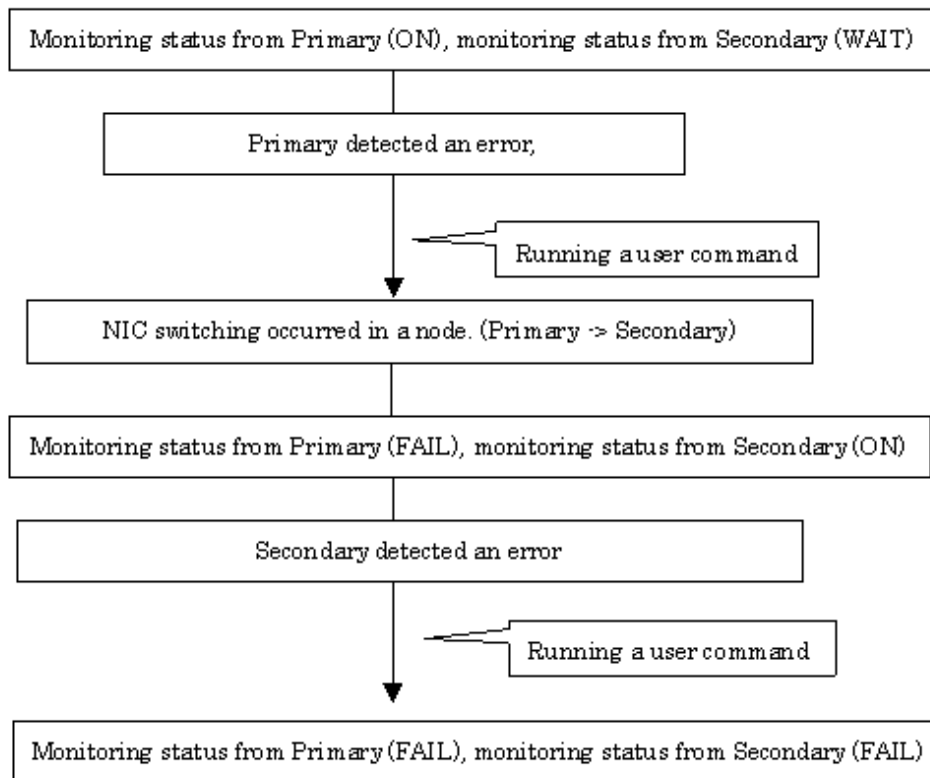 Monitoring status from Primary (ON), monitoring status from Secondary (WAIT)
Primary detected an error,
Running a user command
NIC switching occurred in a node. (Primary -> Secondary)
Monitoring status from Primary (FAIL), monitoring status from Secondary (ON)
Secondary detected an error
Running a user command
Monitoring status from Primary (FAIL), monitoring status from Secondary (FAIL)